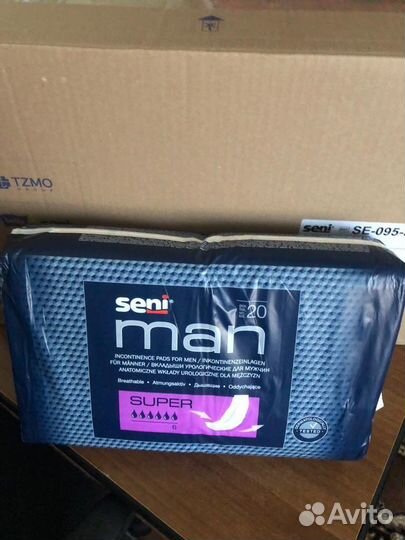 TZMO
seni SE-095-
seni
man
20
INCONTINENCE PADS FOR MEN / INKONTINENZEINLAGEN
FÜR MÄNNER / ВКЛАДЫШИ УРОЛОГИЧЕСКИЕ ДЛЯ МУЖЧИН
ANATOMICZNE WKŁADY UROLOGICZNE DLA MĘŻCZYZN
Breathable • Atmungsaktiv • Дышащие • Oddychające
SUPER
6
TESTED
Avito